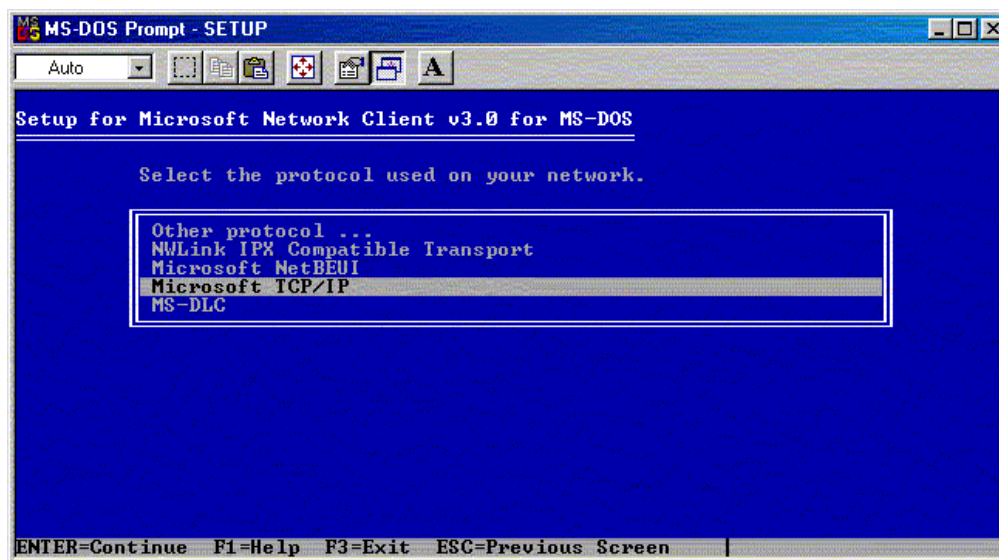 MS-DOS Prompt - SETUP
Auto
A
Setup for Microsoft Network Client v3.0 for MS-DOS
Select the protocol used on your network.
Other protocol ...
NWLink IPX Compatible Transport
Microsoft NetBEUI
Microsoft TCP/IP
MS-DLC
ENTER=Continue F1=Help F3=Exit ESC=Previous Screen